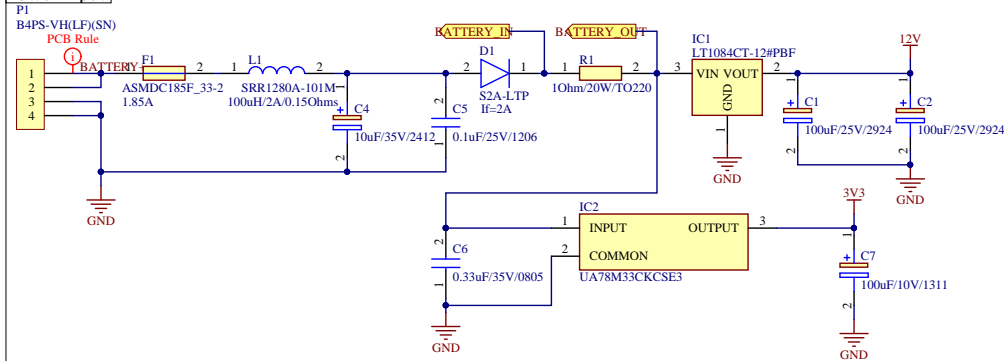 P1
B4PS-VH(LF)(SN)
PCB Rule
i
1
2
3
4
BATTERY
1 F1 2
ASMDC185F_33-2
1.85A
1 L1 2
SRR1280A-101M
100uH/2A/0.15Ohms
1
+ C4
10uF/35V/2412
2
2
C5
0.1uF/25V/1206
1
GND
BATTERY_IN
BATTERY_OUT
D1
2 1
S2A-LTP
If=2A
R1
1 2
1Ohm/20W/TO220
IC1
LT1084CT-12#PBF
3 VIN VOUT 2
GND
1
GND
12V
1
+ C1
100uF/25V/2924
2
1
+ C2
100uF/25V/2924
2
GND
2
C6
0.33uF/35V/0805
1
GND
IC2
1 INPUT OUTPUT 3
2 COMMON
UA78M33CKCSE3
3V3
1
+ C7
100uF/10V/1311
2
GND